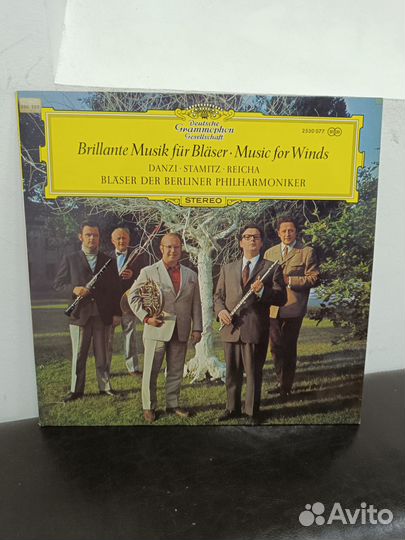 Deutsche
Grammophon
Gesellschaft
2530 077
Brillante Musik für Bläser · Music for Winds
DANZI · STAMITZ · REICHA
BLÄSER DER BERLINER PHILHARMONIKER
STEREO
Avito